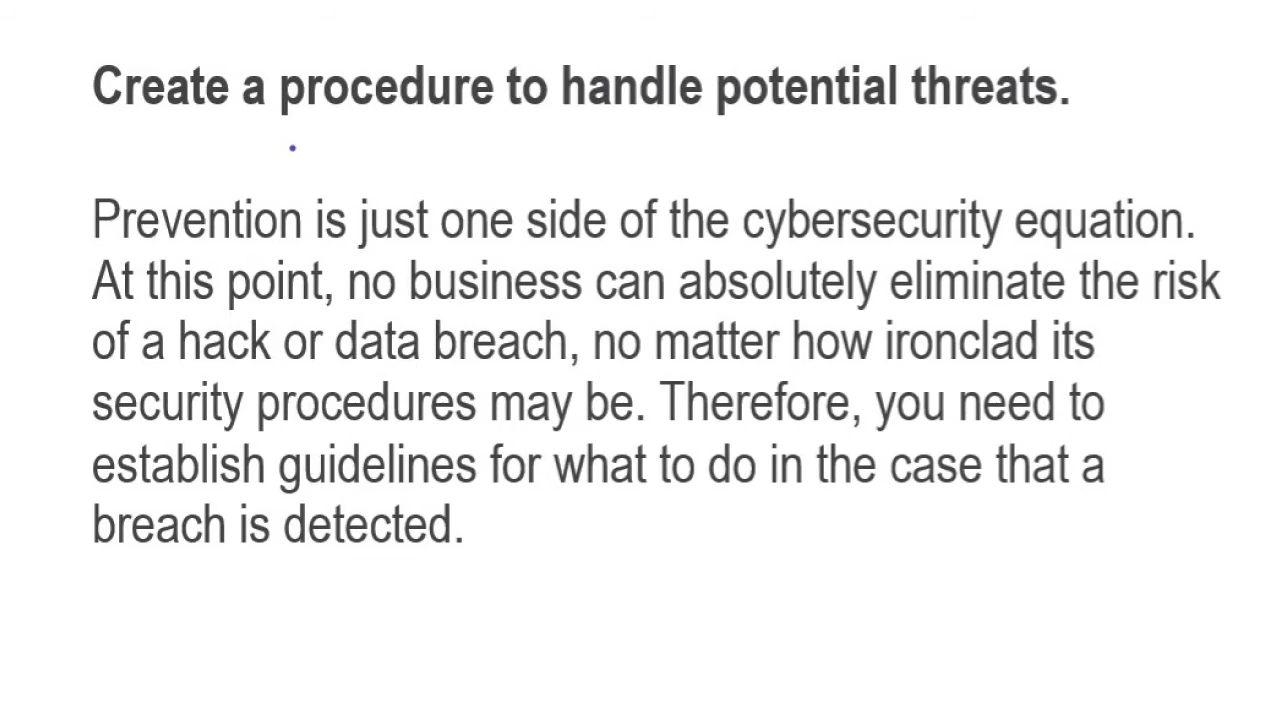 Create a procedure to handle potential threats.
Prevention is just one side of the cybersecurity equation.
At this point, no business can absolutely eliminate the risk
of a hack or data breach, no matter how ironclad its
security procedures may be. Therefore, you need to
establish guidelines for what to do in the case that a
breach is detected.